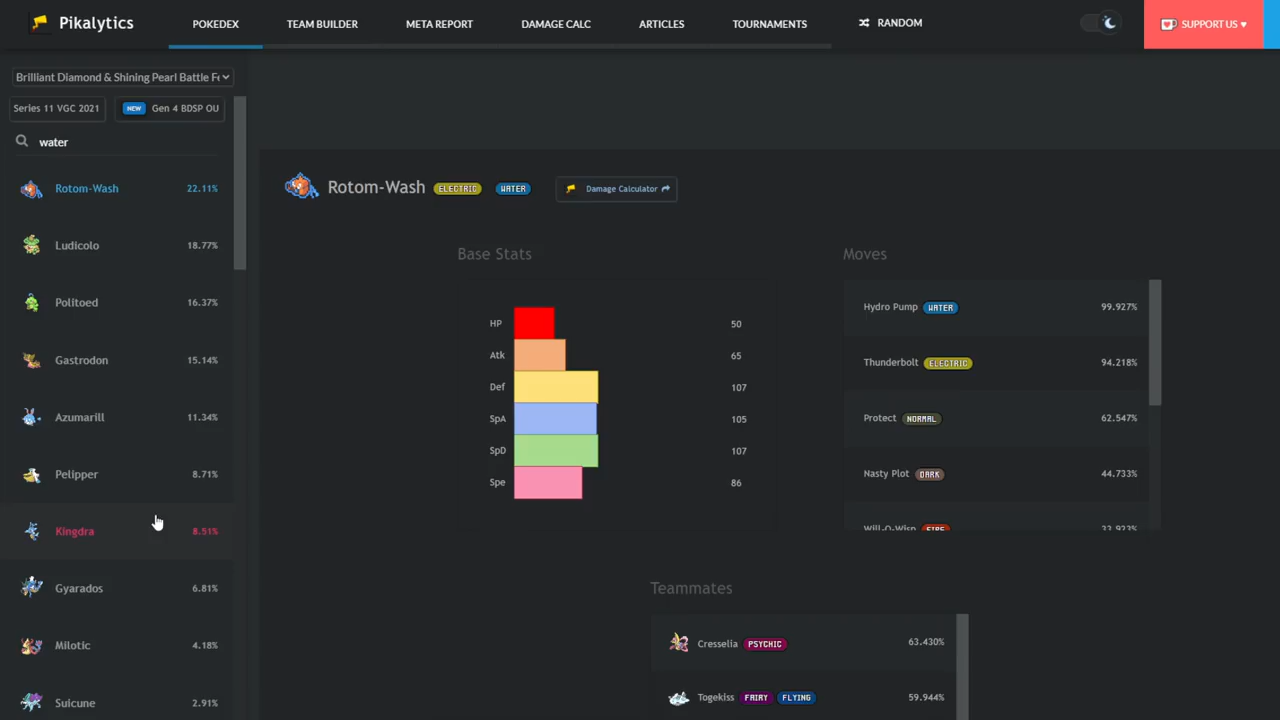 Pikalytics
POKEDEX
TEAM BUILDER
META REPORT
DAMAGE CALC
ARTICLES
TOURNAMENTS
RANDOM
SUPPORT US ♥
Brilliant Diamond & Shining Pearl Battle Fe
Series 11 VGC 2021
NEW Gen 4 BDSP OU
water
Rotom-Wash 22.11%
Ludicolo 18.77%
Politoed 16.37%
Gastrodon 15.14%
Azumarill 11.34%
Pelipper 8.71%
Kingdra 8.51%
Gyarados 6.81%
Milotic 4.18%
Suicune 2.91%
Rotom-Wash ELECTRIC WATER
Damage Calculator
Base Stats
HP 50
Atk 65
Def 107
SpA 105
SpD 107
Spe 86
Moves
Hydro Pump WATER 99.927%
Thunderbolt ELECTRIC 94.218%
Protect NORMAL 62.547%
Nasty Plot DARK 44.733%
Will-O-Wisp FIRE 33.923%
Teammates
Cresselia PSYCHIC 63.430%
Togekiss FAIRY FLYING 59.944%